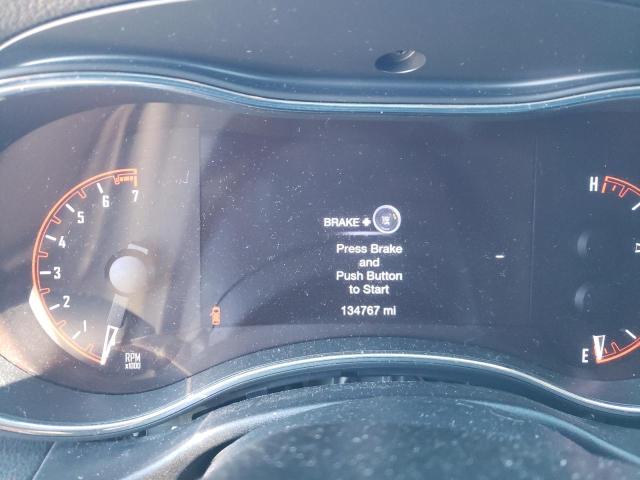 7
6
5
4
3
2
1
RPM
x1000
BRAKE +
Press Brake
and
Push Button
to Start
134767 mi
H
E